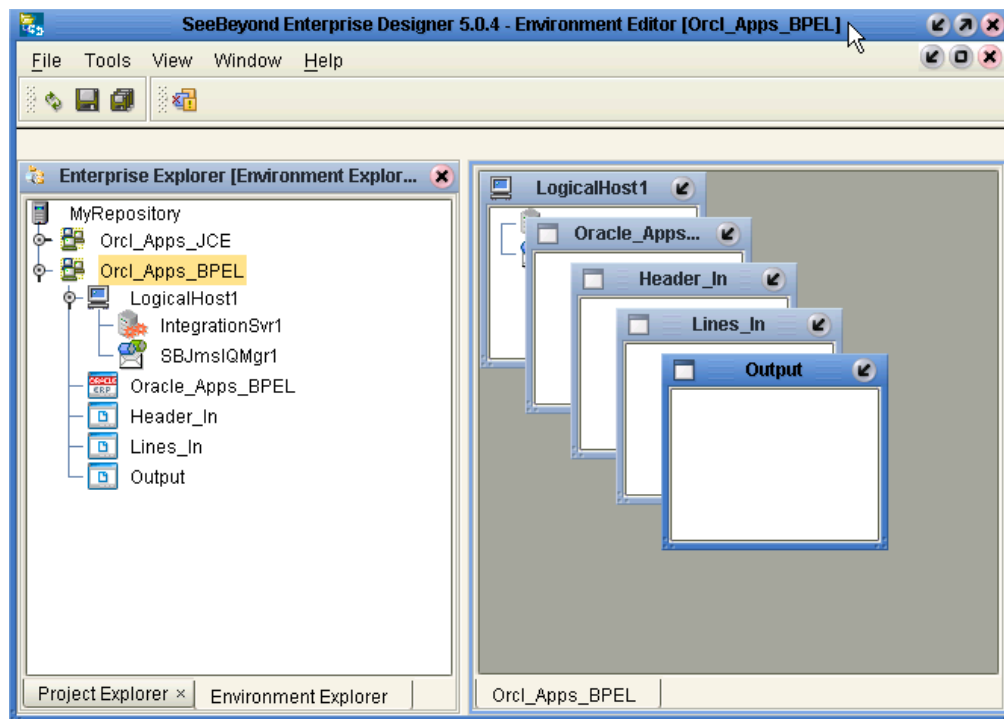 SeeBeyond Enterprise Designer 5.0.4 - Environment Editor [Orcl_Apps_BPEL]
File Tools View Window Help
Enterprise Explorer [Environment Explor...
MyRepository
Orcl_Apps_JCE
Orcl_Apps_BPEL
LogicalHost1
IntegrationSvr1
SBJmsIQMgr1
ORACLE ERP
Oracle_Apps_BPEL
Header_In
Lines_In
Output
Project Explorer ×
Environment Explorer
LogicalHost1
Oracle_Apps...
Header_In
Lines_In
Output
Orcl_Apps_BPEL